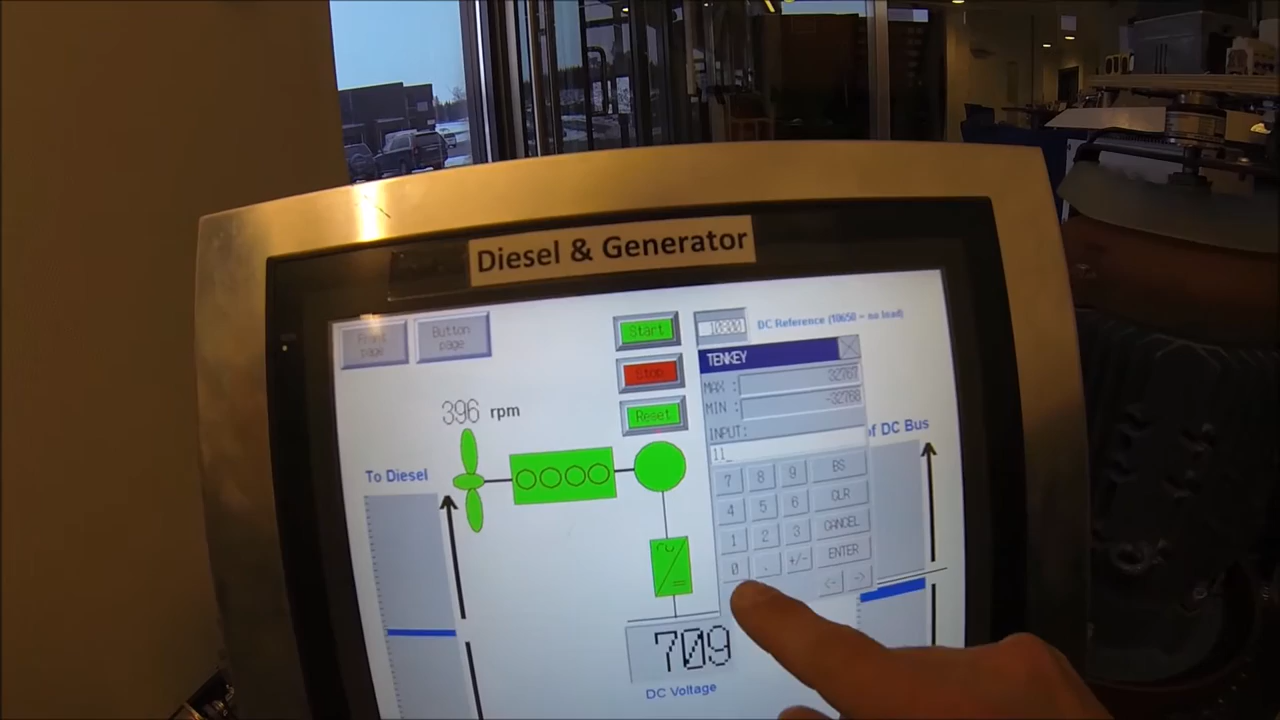 Diesel & Generator
Front page
Button page
Start
10800
DC Reference (10650 = no load)
Stop
Reset
TENKEY
MAX : 32767
MIN : -32768
INPUT:
11_
7 8 9 BS
4 5 6 CLR
1 2 3 CANCEL
0 . +/- ENTER
<- ->
396 rpm
To Diesel
of DC Bus
709
DC Voltage